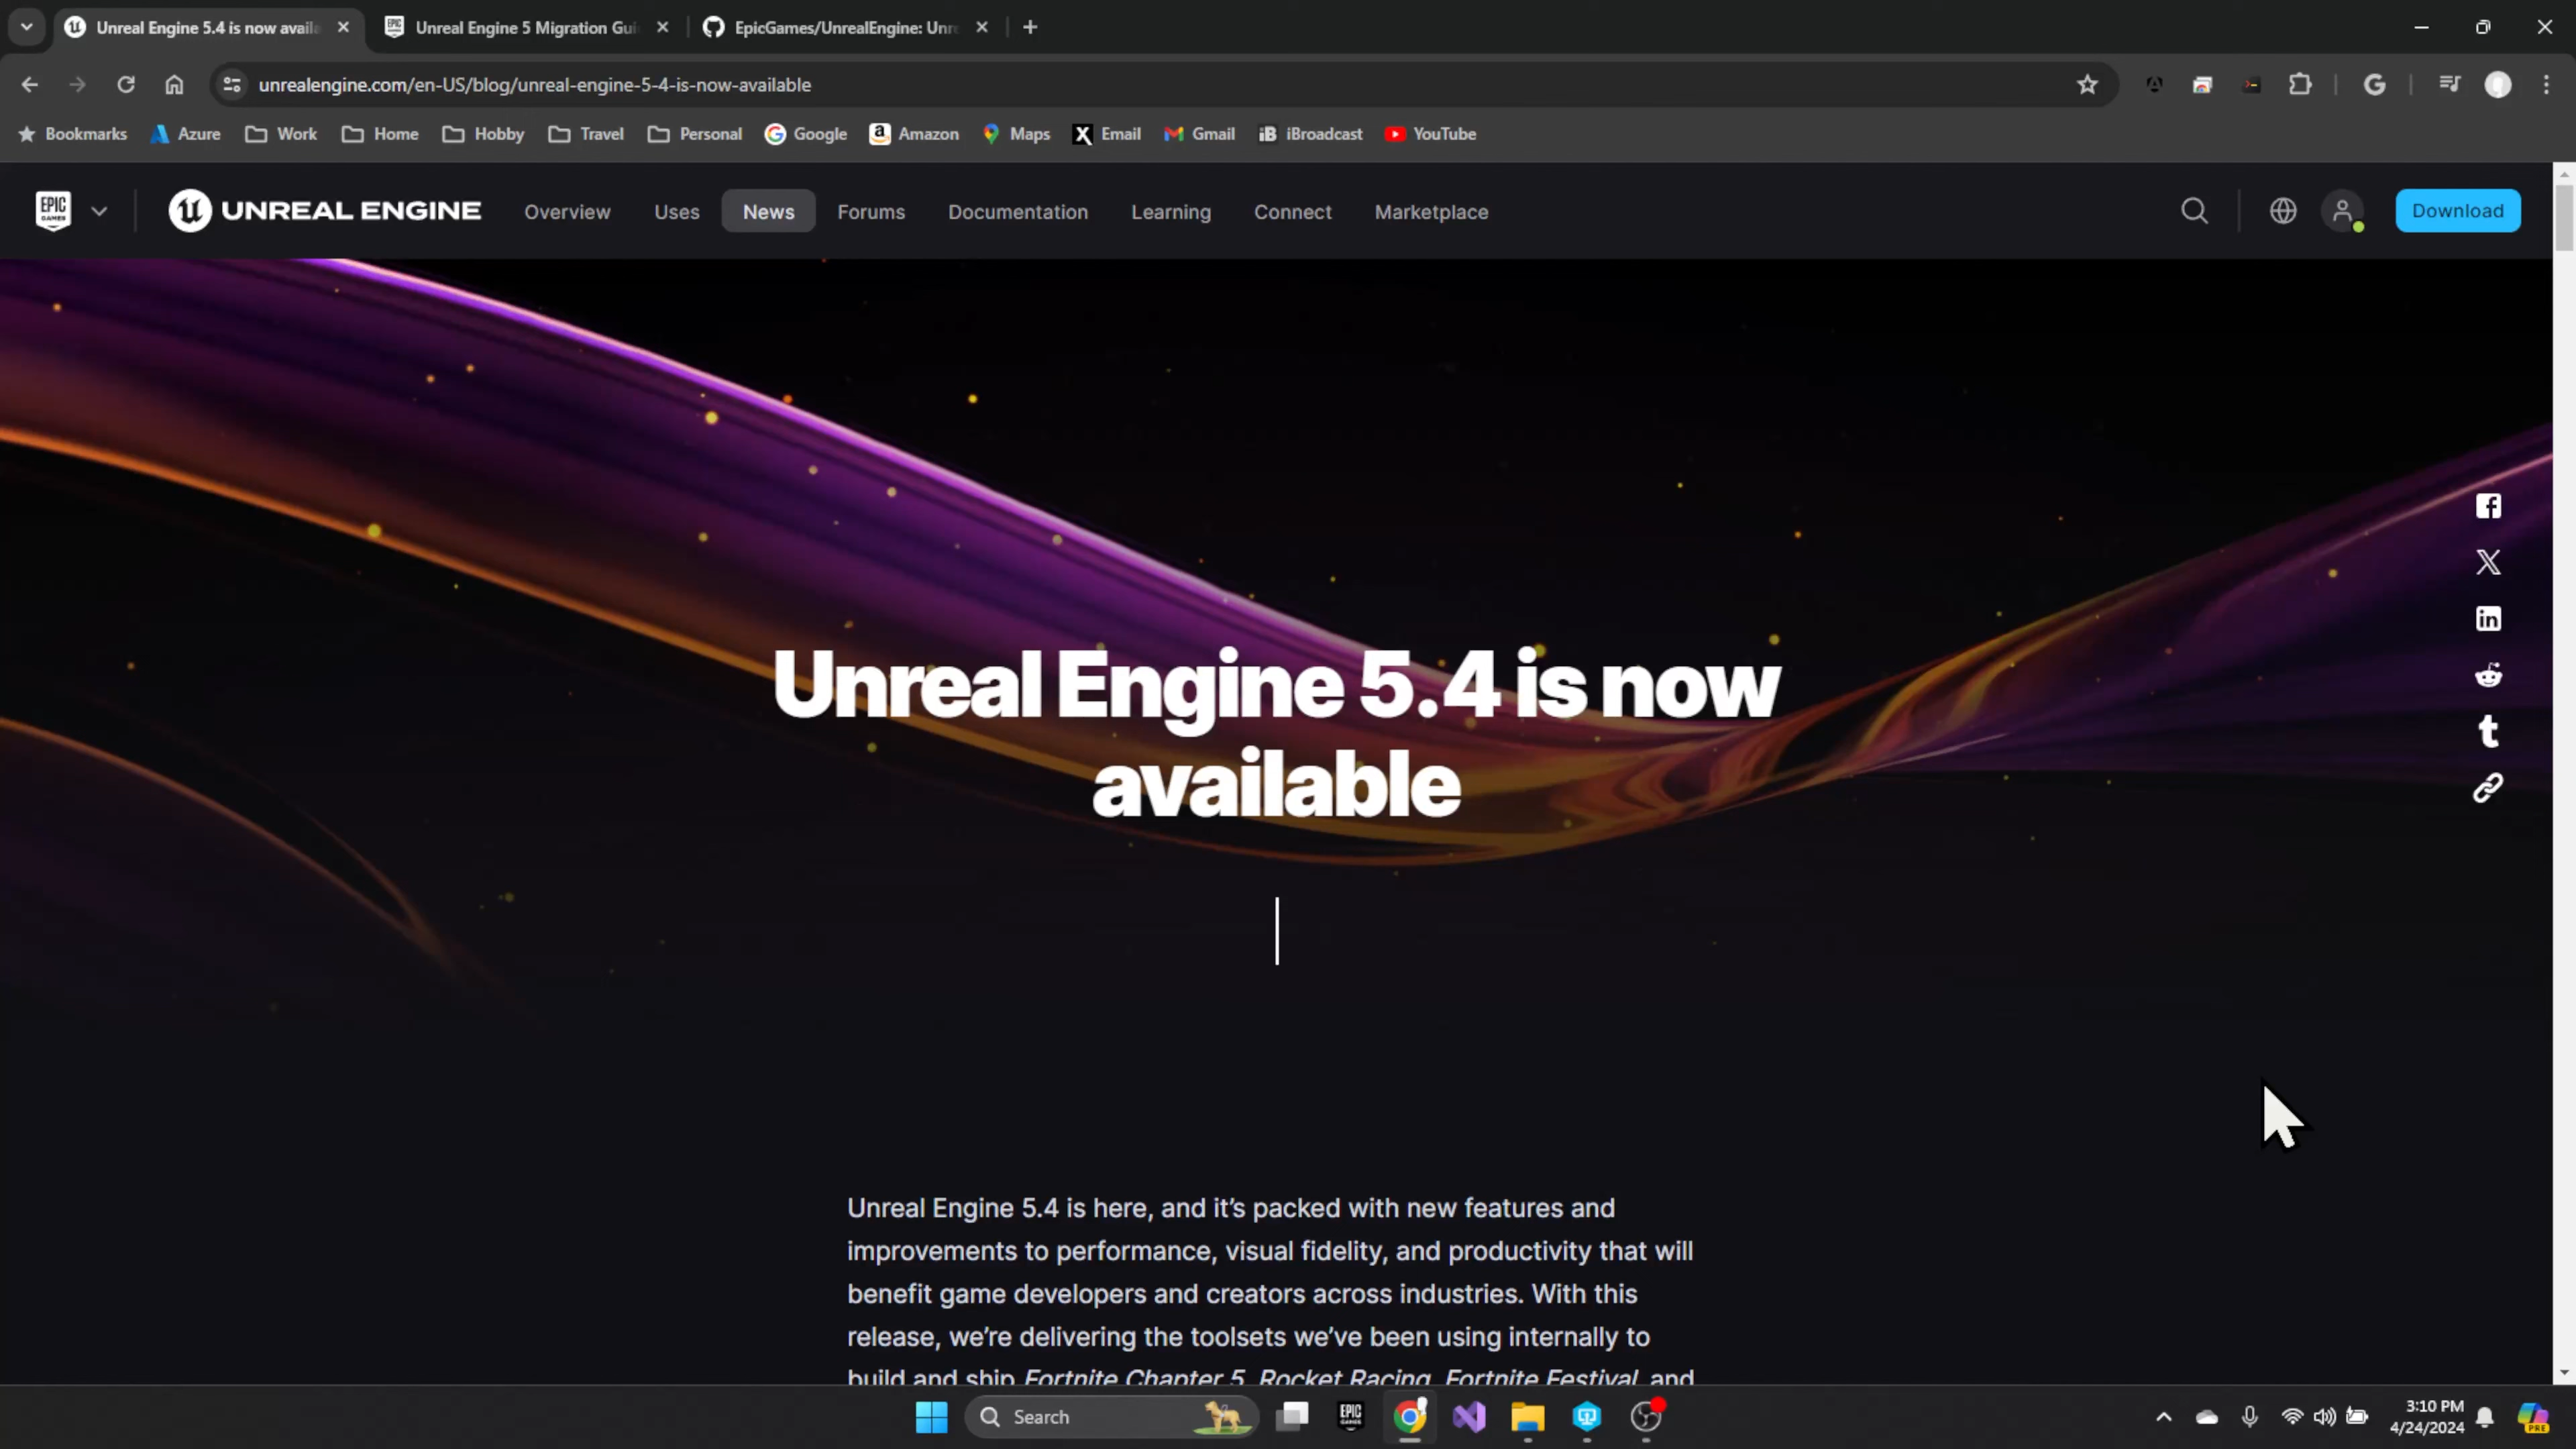 Unreal Engine 5.4 is now availa
Unreal Engine 5 Migration Gui
EpicGames/UnrealEngine: Unre
unrealengine.com/en-US/blog/unreal-engine-5-4-is-now-available
Bookmarks Azure Work Home Hobby Travel Personal Google Amazon Maps Email Gmail iBroadcast YouTube
EPIC GAMES UNREAL ENGINE Overview Uses News Forums Documentation Learning Connect Marketplace Download
Unreal Engine 5.4 is now
available
Unreal Engine 5.4 is here, and it’s packed with new features and
improvements to performance, visual fidelity, and productivity that will
benefit game developers and creators across industries. With this
release, we’re delivering the toolsets we’ve been using internally to
build and ship Fortnite Chapter 5, Rocket Racing, Fortnite Festival, and
Search
3:10 PM
4/24/2024
PRE